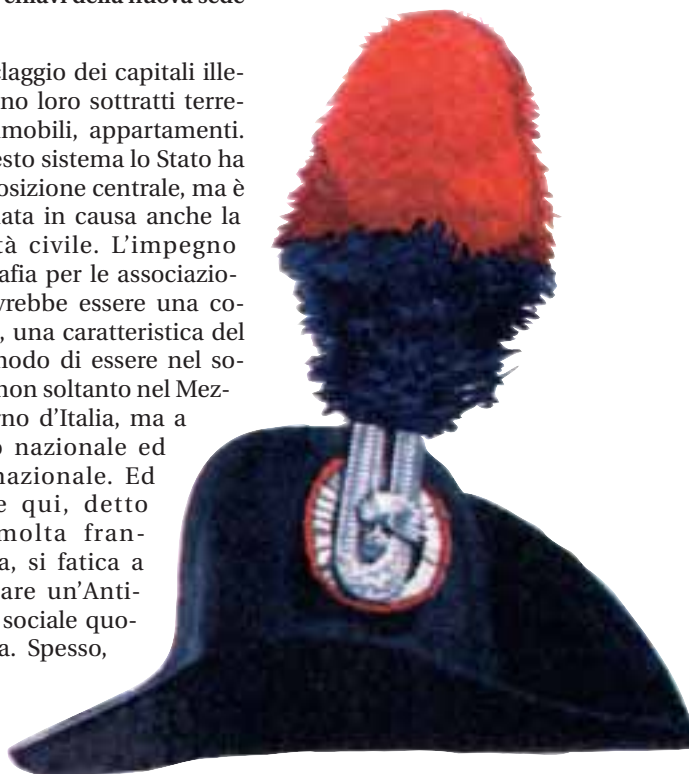 chiavi della nuova sede
laggio dei capitali ille-
no loro sottratti terre-
mobili, appartamenti.
esto sistema lo Stato ha
osizione centrale, ma è
ata in causa anche la
tà civile. L'impegno
afia per le associazio-
vrebbe essere una co-
, una caratteristica del
nodo di essere nel so-
non soltanto nel Mez-
rno d'Italia, ma a
o nazionale ed
nazionale. Ed
e qui, detto
molta fran-
a, si fatica a
are un'Anti-
sociale quo-
a. Spesso,